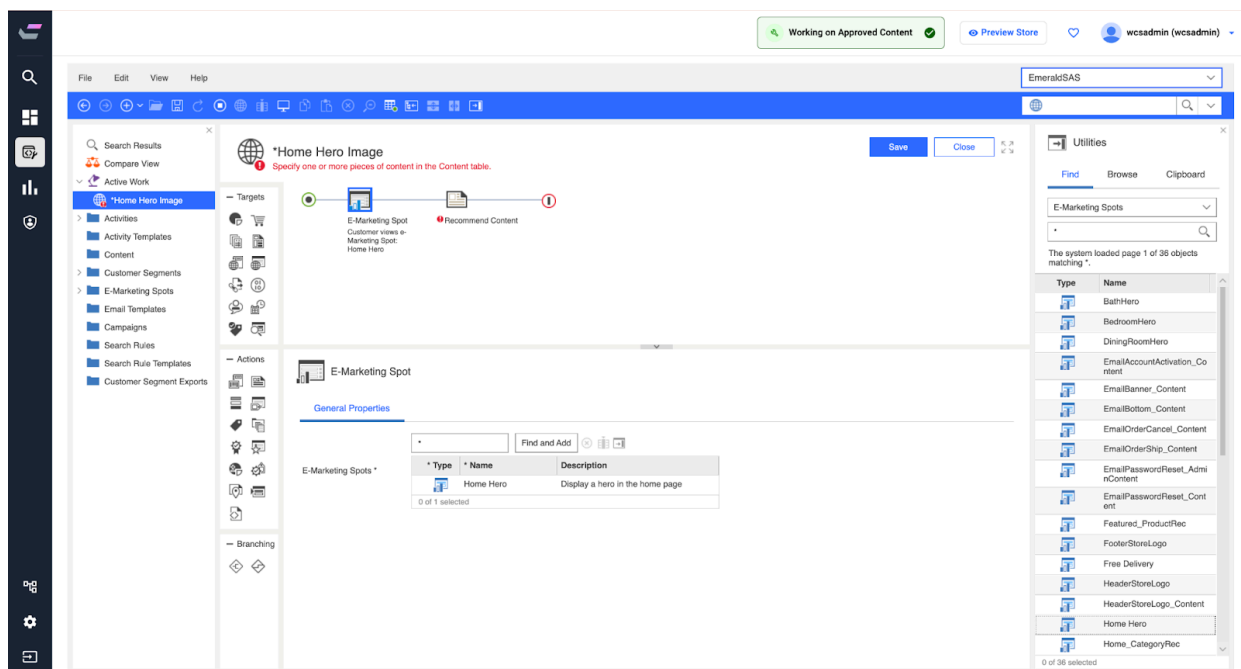 Working on Approved Content
Preview Store
wcsadmin (wcsadmin)
File Edit View Help
EmeraldSAS
Search Results
Compare View
Active Work
*Home Hero Image
Activities
Activity Templates
Content
Customer Segments
E-Marketing Spots
Email Templates
Campaigns
Search Rules
Search Rule Templates
Customer Segment Exports
*Home Hero Image
Specify one or more pieces of content in the Content table.
Save Close
Targets
E-Marketing Spot
Customer views e-
Marketing Spot:
Home Hero
Recommend Content
Actions
Branching
E-Marketing Spot
General Properties
*
Find and Add
E-Marketing Spots *
* Type * Name Description
Home Hero Display a hero in the home page
0 of 1 selected
Utilities
Find Browse Clipboard
E-Marketing Spots
*
The system loaded page 1 of 36 objects
matching *.
Type Name
BathHero
BedroomHero
DiningRoomHero
EmailAccountActivation_Co
ntent
EmailBanner_Content
EmailBottom_Content
EmailOrderCancel_Content
EmailOrderShip_Content
EmailPasswordReset_Admi
nContent
EmailPasswordReset_Cont
ent
Featured_ProductRec
FooterStoreLogo
Free Delivery
HeaderStoreLogo
HeaderStoreLogo_Content
Home Hero
Home_CategoryRec
0 of 36 selected